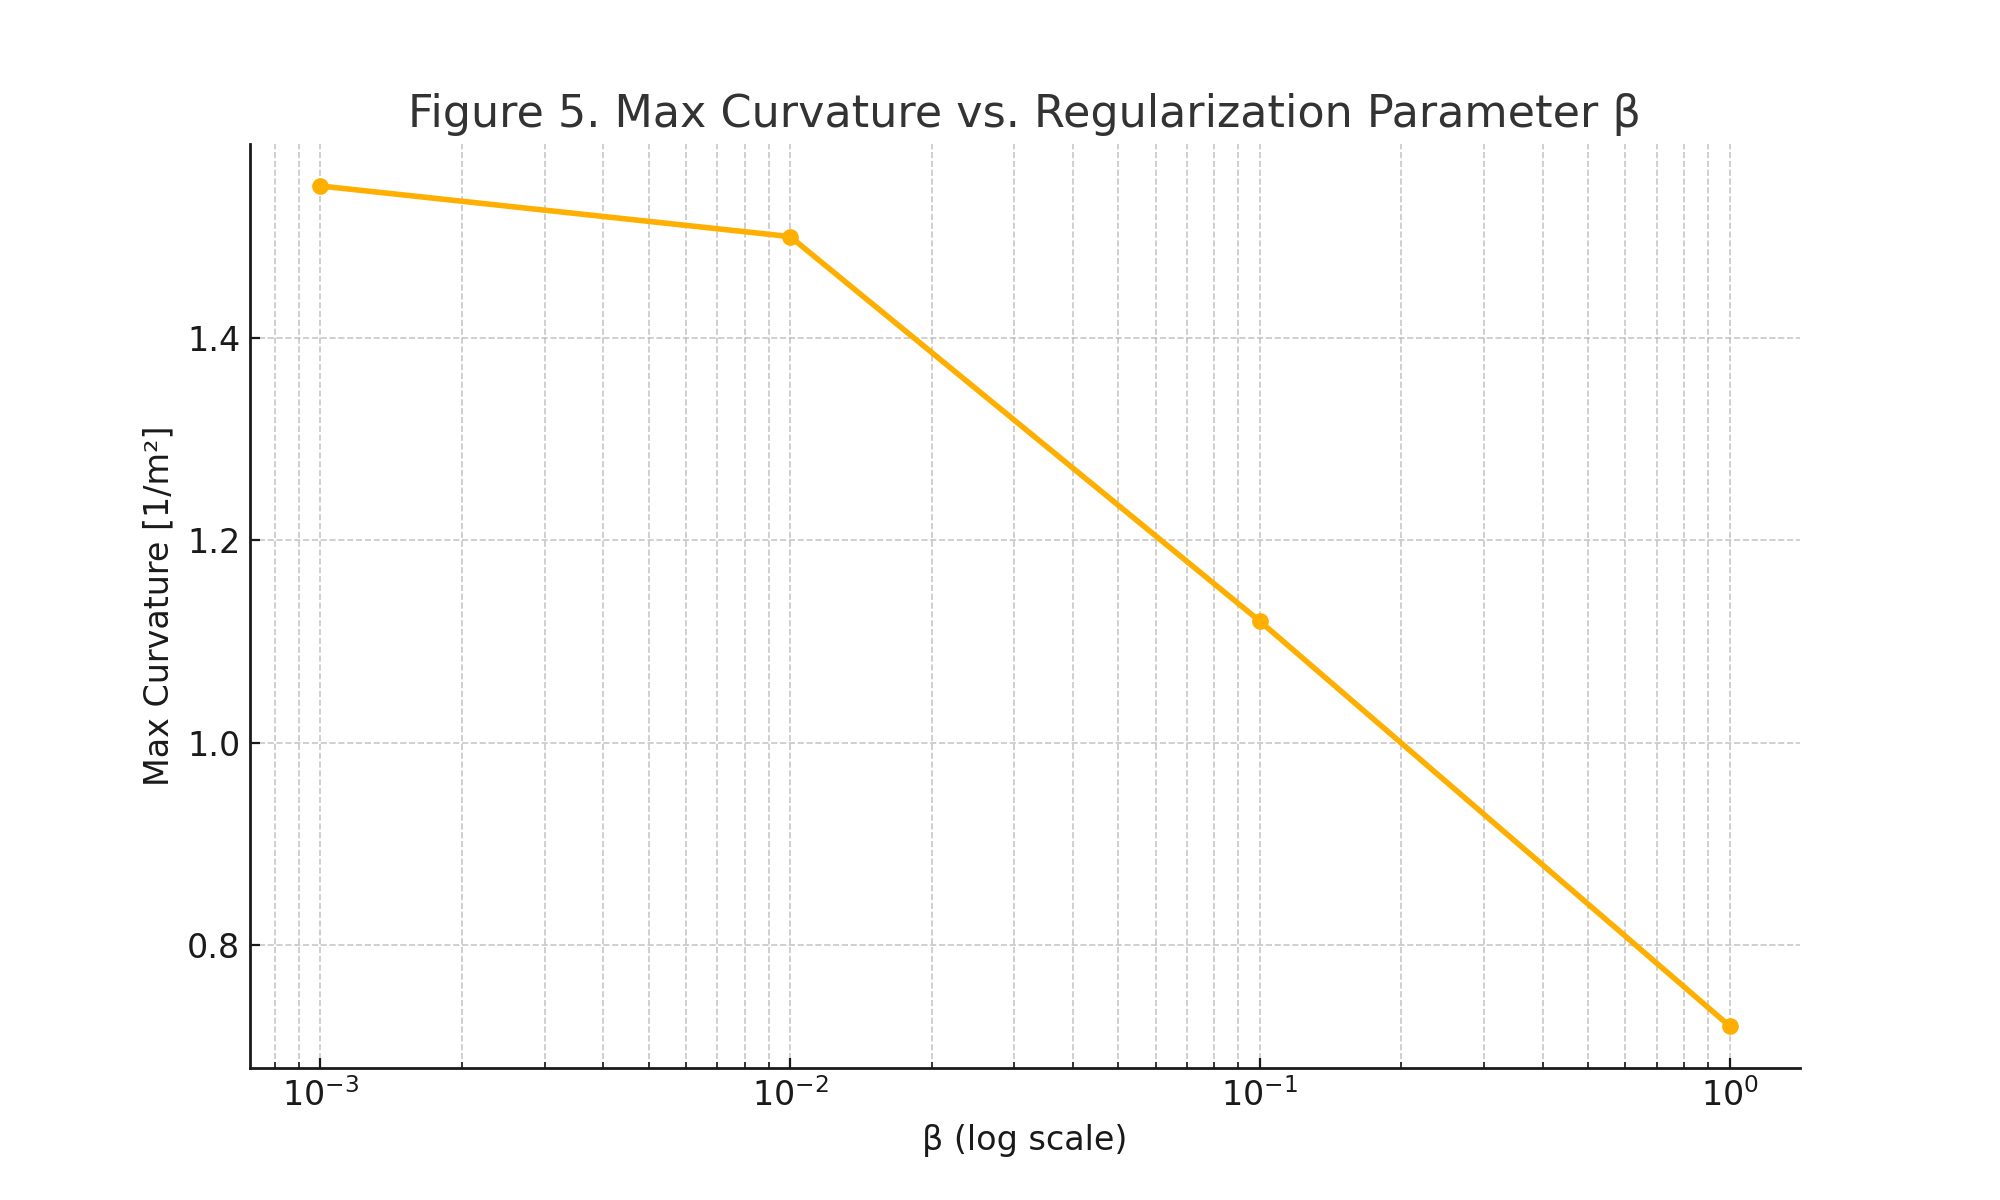 Figure 5. Max Curvature vs. Regularization Parameter β
Max Curvature [1/m²]
1.4
1.2
1.0
0.8
10⁻³ 10⁻² 10⁻¹ 10⁰
β (log scale)